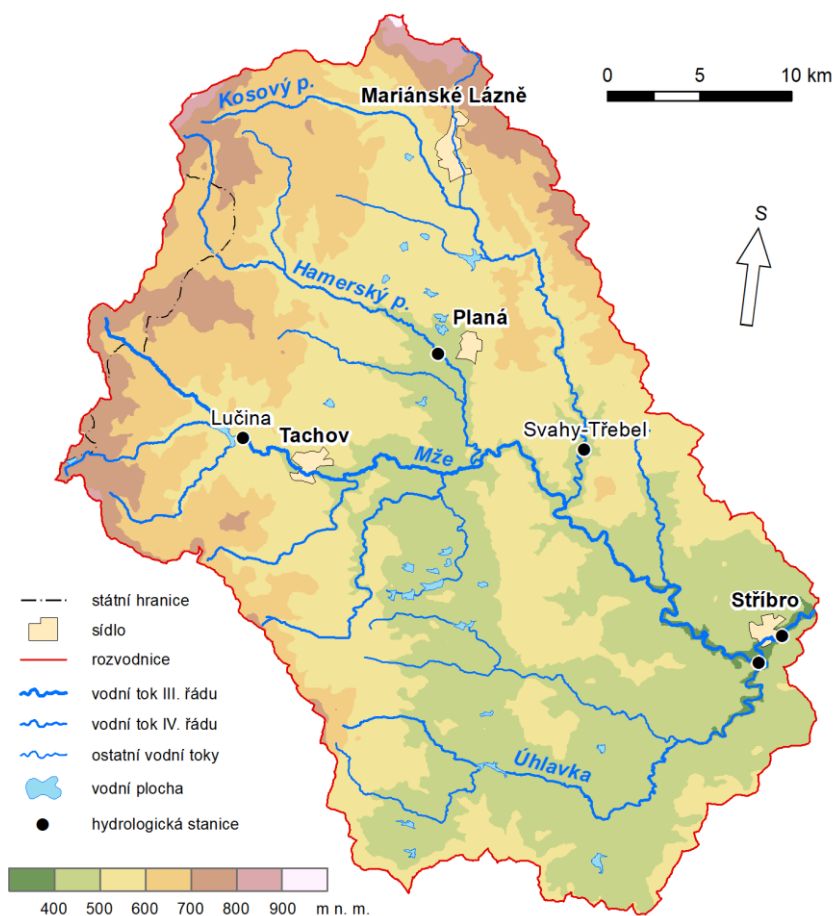 0 5 10 km
Kosový p.
Mariánské Lázně
S
Hamerský p.
Planá
Lučina
Tachov
Mže
Svahy-Třebel
Stříbro
Úhlavka
státní hranice
sídlo
rozvodnice
vodní tok III. řádu
vodní tok IV. řádu
ostatní vodní toky
vodní plocha
hydrologická stanice
400 500 600 700 800 900 m n. m.